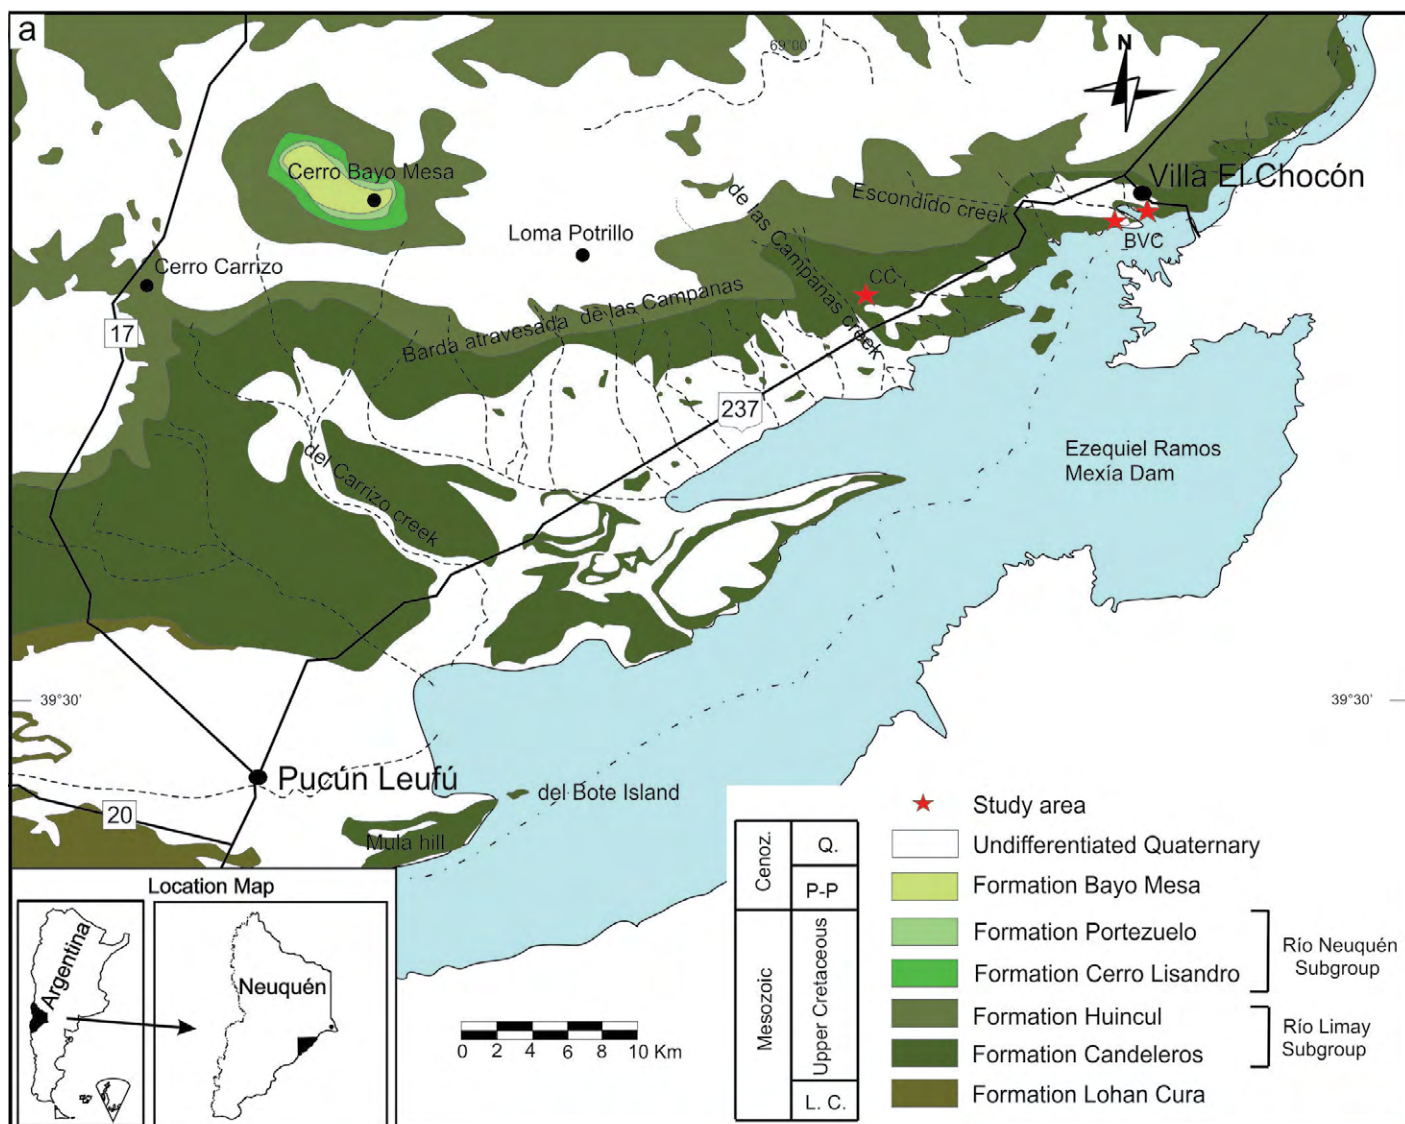 a
69°00'
N
Cerro Bayo Mesa
Villa El Chocón
de las Campanas creek
Escondido creek
Loma Potrillo
BVC
Cerro Carrizo
CC
Barda atravesada de las Campanas
17
237
Ezequiel Ramos
Mexía Dam
del Carrizo creek
39°30'
39°30'
Pucún Leufú
del Bote Island
20
Mula hill
Location Map
Argentina
Neuquén
0 2 4 6 8 10 Km
Cenoz.
Q.
P-P
Mesozoic
Upper Cretaceous
L. C.
Study area
Undifferentiated Quaternary
Formation Bayo Mesa
Formation Portezuelo
Formation Cerro Lisandro
Río Neuquén
Subgroup
Formation Huincul
Formation Candeleros
Río Limay
Subgroup
Formation Lohan Cura